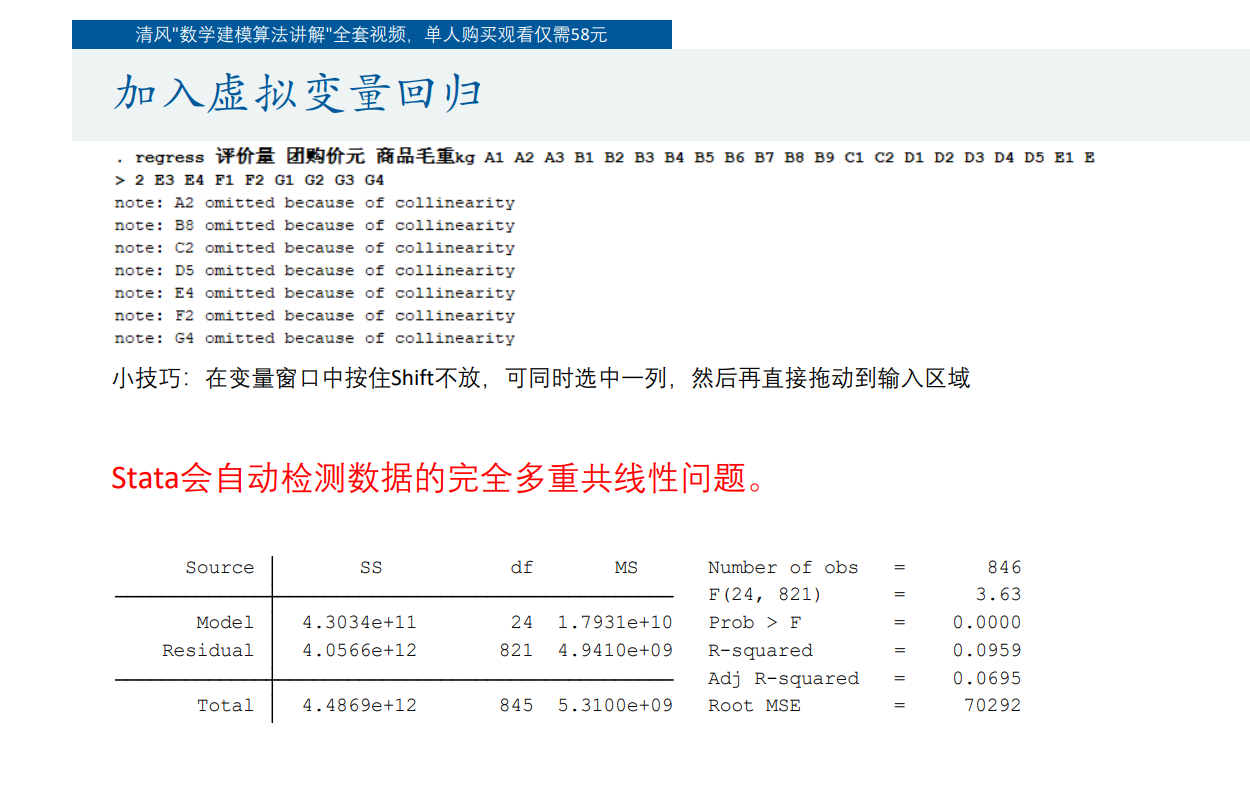 清风"数学建模算法讲解"全套视频，单人购买观看仅需58元
加入虚拟变量回归
. regress 评价量 团购价元 商品毛重kg A1 A2 A3 B1 B2 B3 B4 B5 B6 B7 B8 B9 C1 C2 D1 D2 D3 D4 D5 E1 E
> 2 E3 E4 F1 F2 G1 G2 G3 G4
note: A2 omitted because of collinearity
note: B8 omitted because of collinearity
note: C2 omitted because of collinearity
note: D5 omitted because of collinearity
note: E4 omitted because of collinearity
note: F2 omitted because of collinearity
note: G4 omitted because of collinearity
小技巧：在变量窗口中按住Shift不放，可同时选中一列，然后再直接拖动到输入区域
Stata会自动检测数据的完全多重共线性问题。
Source SS df MS Number of obs = 846
F(24, 821) = 3.63
Model 4.3034e+11 24 1.7931e+10 Prob > F = 0.0000
Residual 4.0566e+12 821 4.9410e+09 R-squared = 0.0959
Adj R-squared = 0.0695
Total 4.4869e+12 845 5.3100e+09 Root MSE = 70292